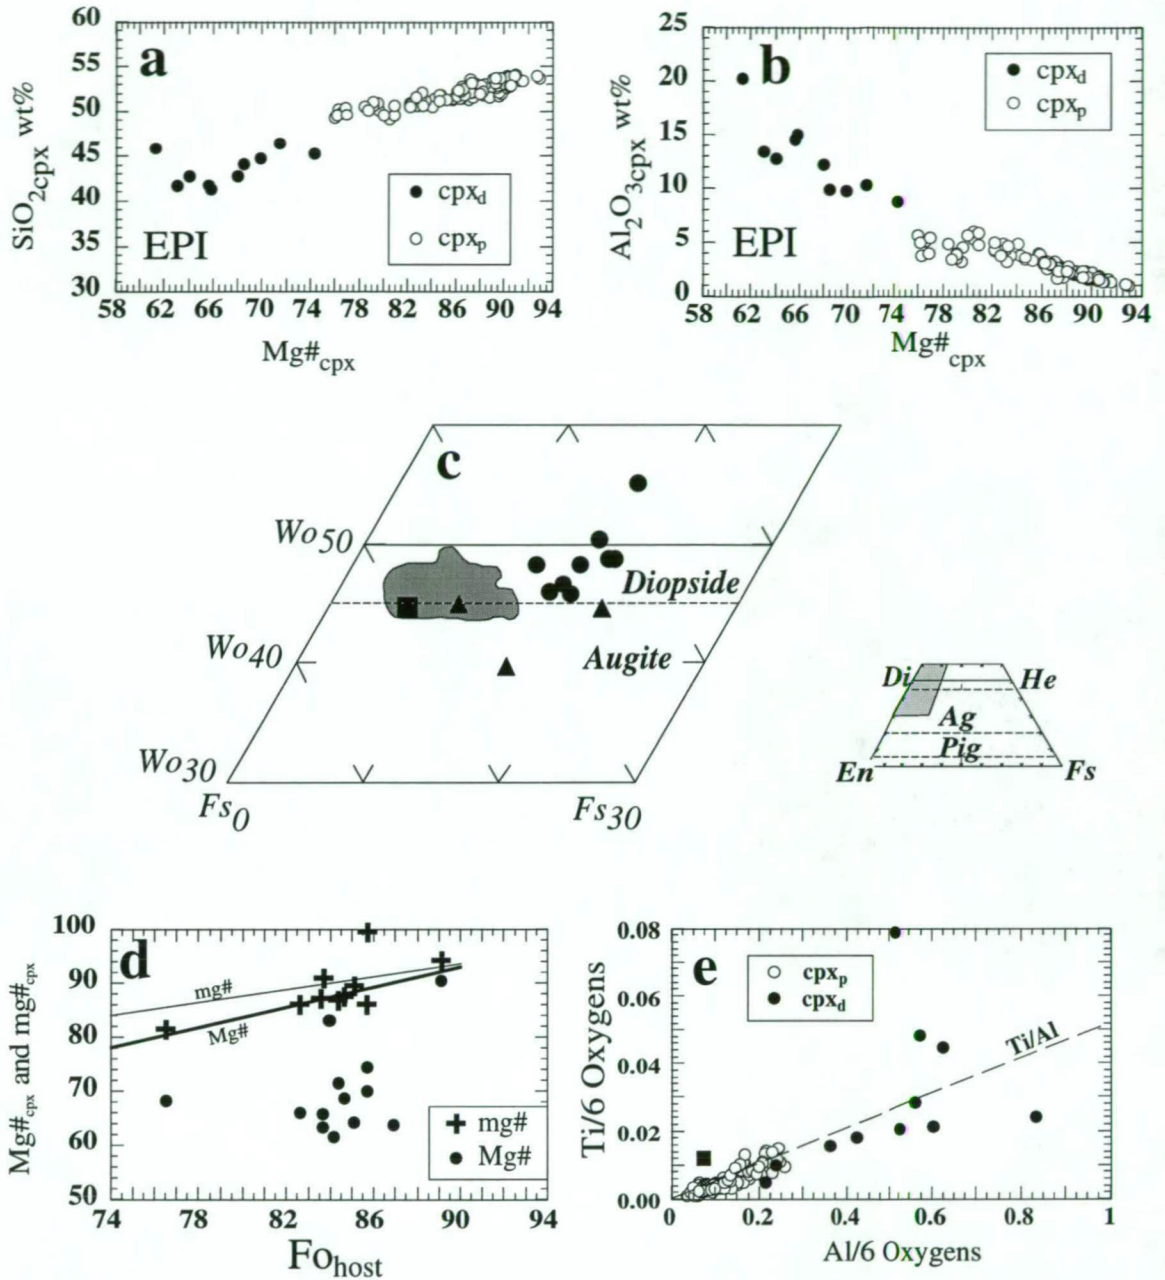 a
60
55
50
45
40
35
30
SiO2cpx wt%
cpxd
cpxp
EPI
58 62 66 70 74 78 82 86 90 94
Mg#cpx
b
25
20
15
10
5
0
Al2O3cpx wt%
cpxd
cpxp
EPI
58 62 66 70 74 78 82 86 90 94
Mg#cpx
c
Wo50
Diopside
Wo40
Augite
Wo30
Fs0
Fs30
Di
He
Ag
Pig
En
Fs
d
100
90
80
70
60
50
Mg#cpx and mg#cpx
mg#
Mg#
mg#
Mg#
74 78 82 86 90 94
Fohost
e
0.08
0.06
0.04
0.02
0.00
Ti/6 Oxygens
cpxp
cpxd
Ti/Al
0 0.2 0.4 0.6 0.8 1
Al/6 Oxygens